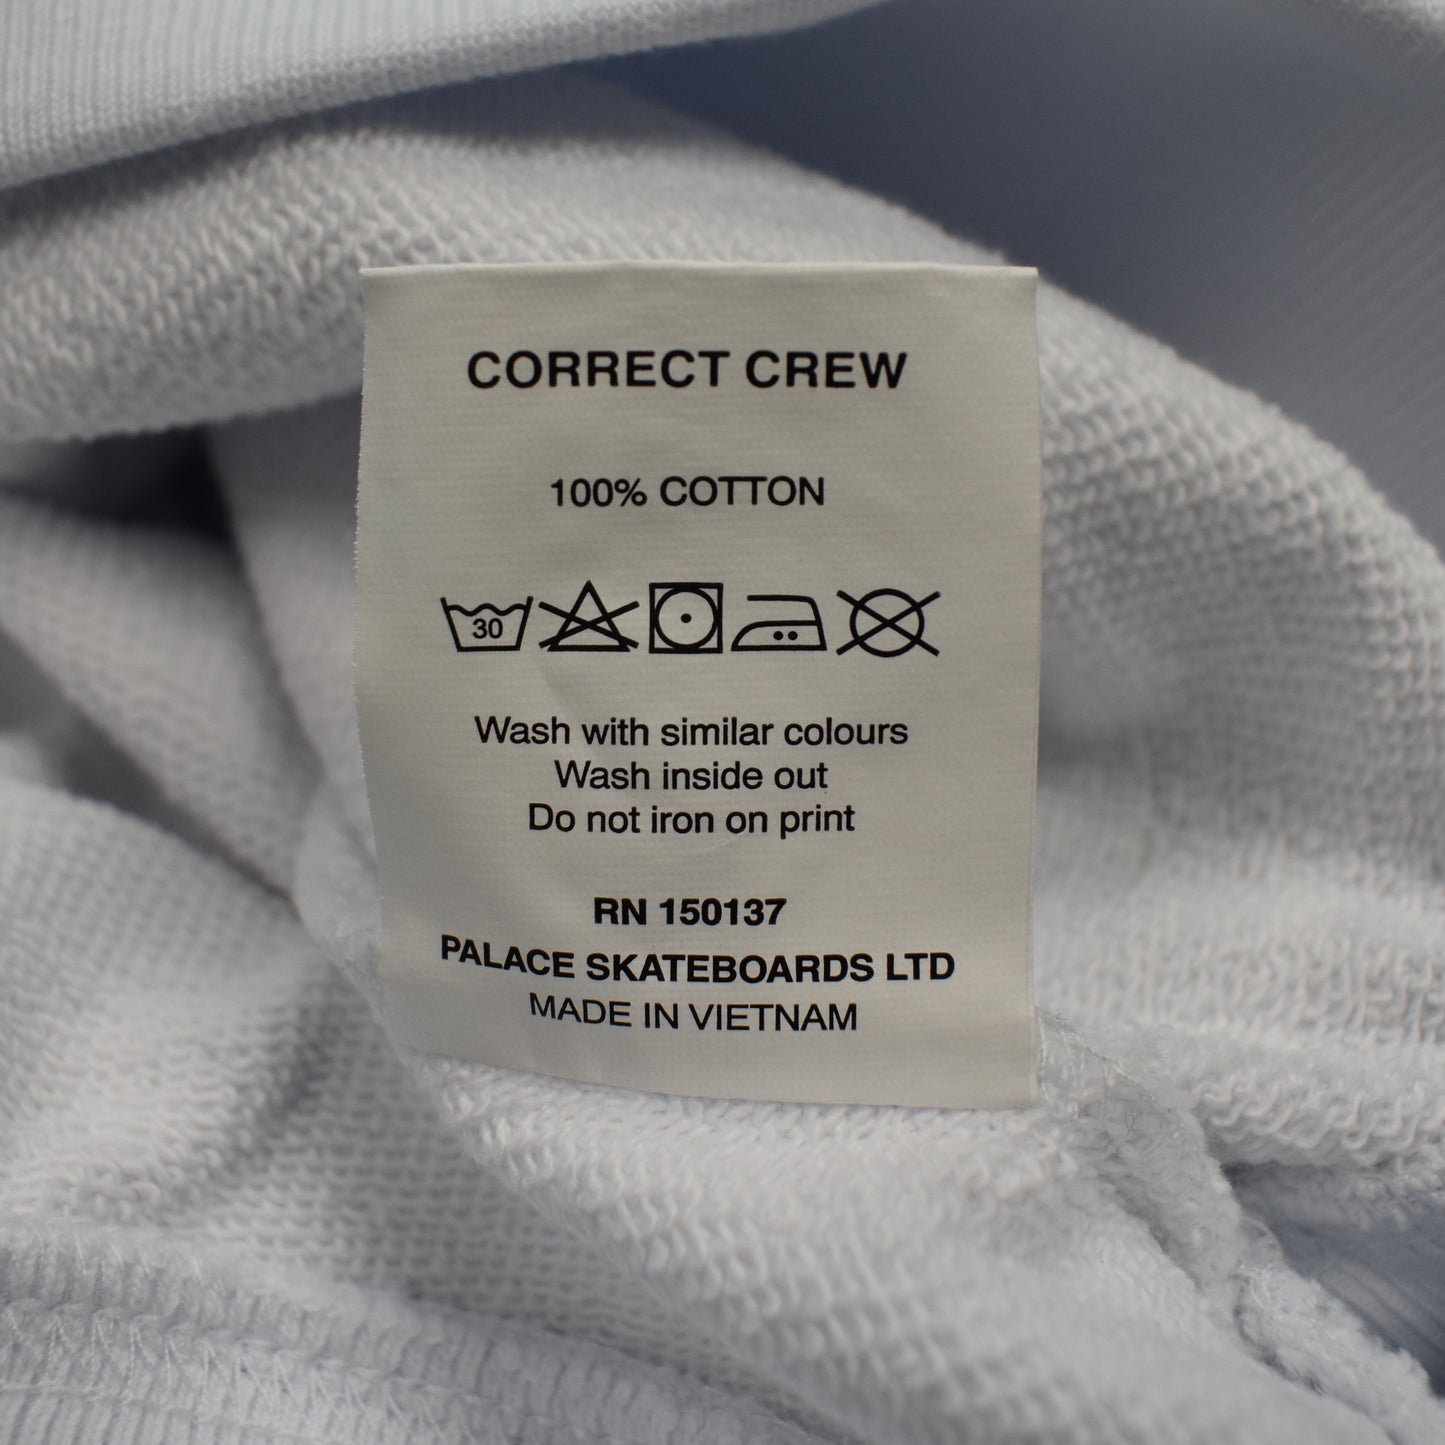 CORRECT CREW
100% COTTON
30
Wash with similar colours
Wash inside out
Do not iron on print
RN 150137
PALACE SKATEBOARDS LTD
MADE IN VIETNAM